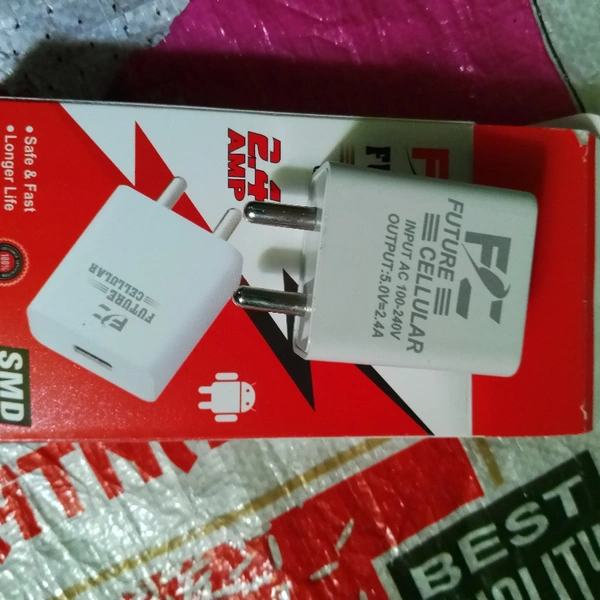 Safe & Fast
Longer Life
2.4
AMP
F
FUTURE
CELLULAR
100%
SMD
FC
FUTURE
CELLULAR
INPUT AC 100-240V
OUTPUT:5.0V=2.4A
BEST